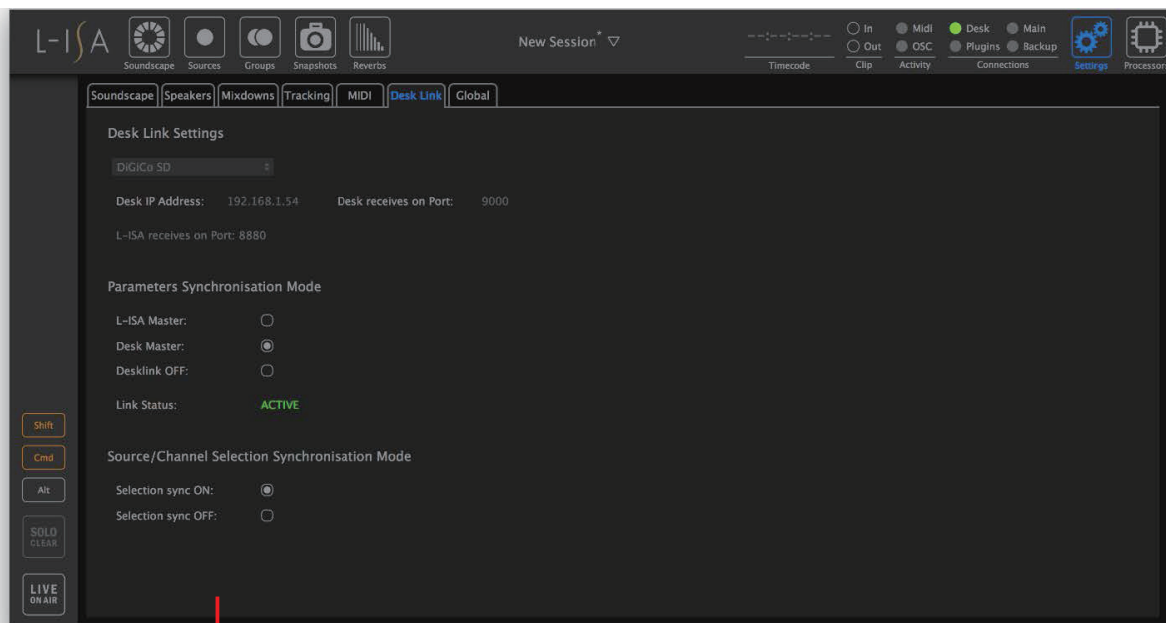 L-ISA
Soundscape Sources Groups Snapshots Reverbs
New Session* ▽
--:--:--:--
Timecode
In
Out
Clip
Midi
OSC
Activity
Desk Main
Plugins Backup
Connections
Settings
Processors
Soundscape Speakers Mixdowns Tracking MIDI Desk Link Global
Desk Link Settings
DiGiCo SD
Desk IP Address: 192.168.1.54 Desk receives on Port: 9000
L-ISA receives on Port: 8880
Parameters Synchronisation Mode
L-ISA Master:
Desk Master:
Desklink OFF:
Link Status: ACTIVE
Source/Channel Selection Synchronisation Mode
Selection sync ON:
Selection sync OFF:
Shift
Cmd
Alt
SOLO
CLEAR
LIVE
ON AIR